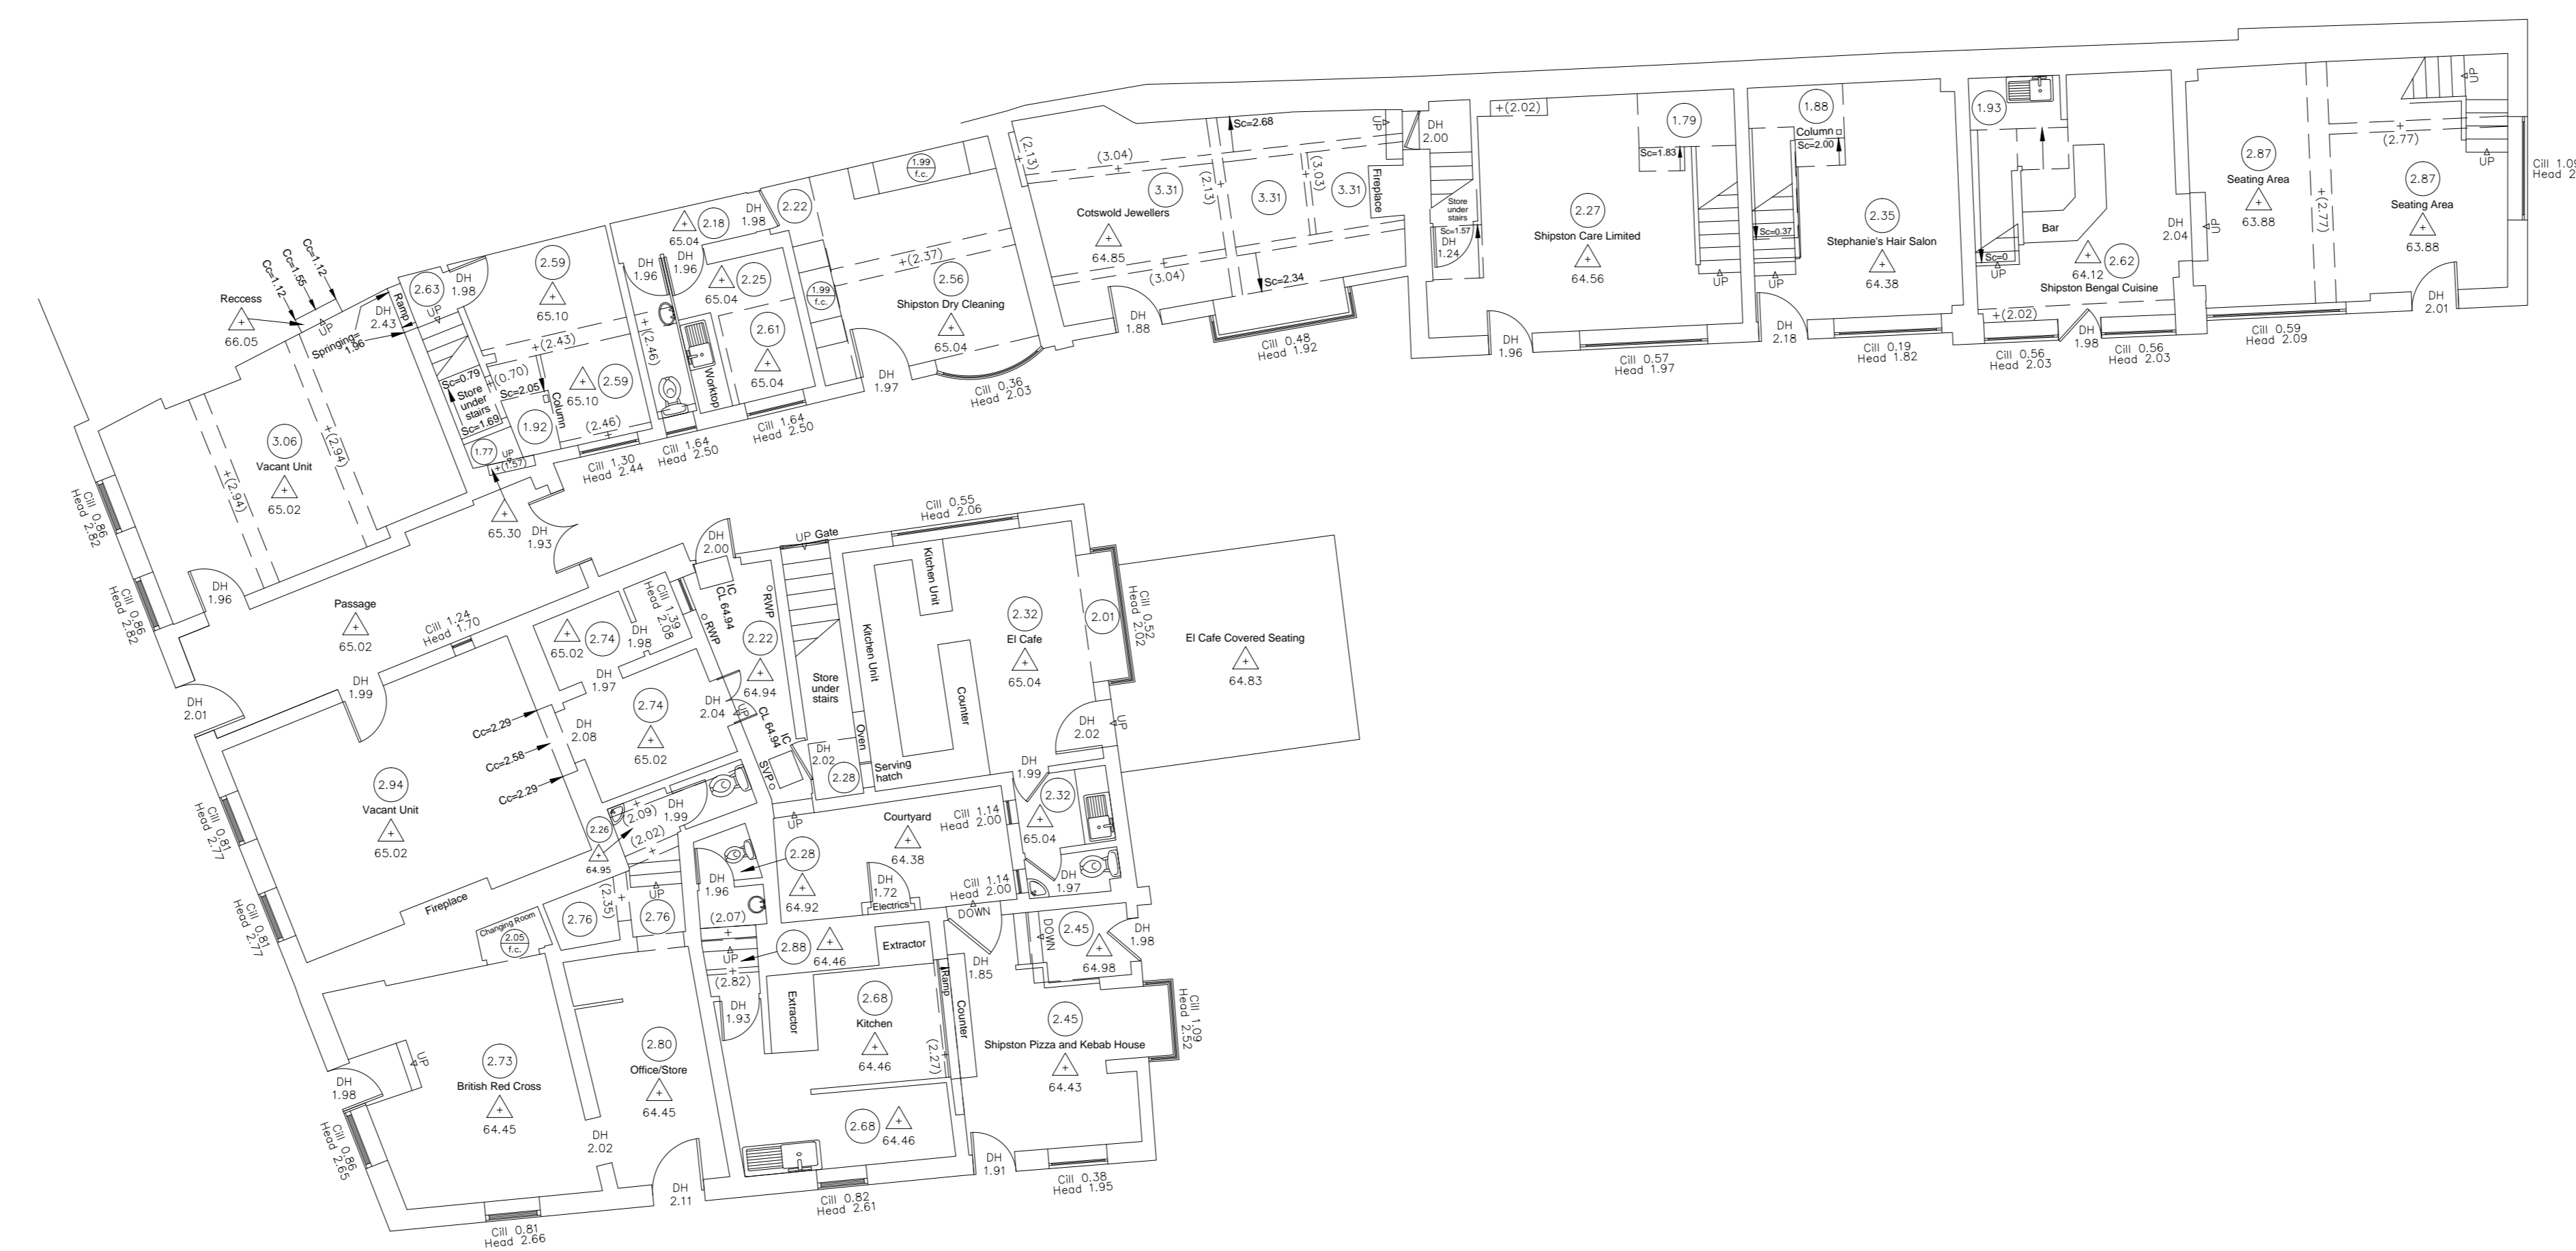 Cc=1.12
Cc=1.55
Cc=1.12
Reccess
66.05
UP
Springing=
1.96
DH
2.43
Ramp
2.63
UP
DH
1.98
2.59
65.10
+(2.43)
+(0.70)
Sc=0.79
Store
under
stairs
Sc=1.69
Sc=2.05
Column
1.92
1.77
UP
+(1.57)
65.30
65.10
2.59
(2.46)
+(2.46)
Cill 1.30
Head 2.44
3.06
Vacant Unit
65.02
+(2.94)
+(2.94)
Cill 0.86
Head 2.82
Cill 0.86
Head 2.82
DH
1.96
DH
1.93
2.18
65.04
DH
1.98
2.22
DH
1.96
DH
1.96
2.25
65.04
2.61
65.04
Worktop
Cill 1.64
Head 2.50
Cill 1.64
Head 2.50
1.99
f.c.
1.99
f.c.
+(2.37)
2.56
Shipston Dry Cleaning
65.04
DH
1.97
Cill 0.36
Head 2.03
(2.13)
(3.04)
Cotswold Jewellers
64.85
3.31
(2.13)
Sc=2.68
3.31
(3.03)
3.31
Fireplace
UP
(3.04)
Sc=2.34
DH
1.88
Cill 0.48
Head 1.92
DH
2.00
Store
under
stairs
Sc=1.57
DH
1.24
+(2.02)
2.27
Shipston Care Limited
64.56
1.79
Sc=1.83
UP
DH
1.96
Cill 0.57
Head 1.97
1.88
Column
Sc=2.00
Sc=0.37
UP
2.35
Stephanie's Hair Salon
64.38
DH
2.18
Cill 0.19
Head 1.82
1.93
Sc=0
UP
Bar
64.12
2.62
Shipston Bengal Cuisine
DH
2.04
UP
+(2.02)
Cill 0.56
Head 2.03
DH
1.98
Cill 0.56
Head 2.03
2.87
Seating Area
63.88
+(2.77)
(2.77)
2.87
Seating Area
63.88
UP
UP
DH
2.01
Cill 0.59
Head 2.09
Cill 1.09
Head 2
Passage
65.02
Cill 1.24
Head 1.70
DH
2.01
DH
1.99
2.94
Vacant Unit
65.02
Cc=2.29
Cc=2.58
Cc=2.29
Cill 0.81
Head 2.77
Cill 0.81
Head 2.77
Fireplace
65.02
2.74
DH
1.98
Cill 1.39
Head 2.08
DH
1.97
DH
2.08
2.74
65.02
DH
2.04
UP
DH
2.00
IC
CL 64.94
RWP
RWP
2.22
64.94
IC
CL 64.94
SVP
UP
Gate
Store
under
stairs
DH
2.02
2.28
Kitchen Unit
Kitchen Unit
Oven
Serving
hatch
Counter
Cill 0.55
Head 2.06
2.32
El Cafe
65.04
2.01
Cill 0.52
Head 2.02
El Cafe Covered Seating
64.83
DH
2.02
UP
DH
1.99
2.32
65.04
DH
1.97
Courtyard
64.38
UP
Cill 1.14
Head 2.00
Cill 1.14
Head 2.00
DH
1.72
Electrics
DOWN
2.26
64.95
(2.09)
(2.02)
DH
1.99
UP
(2.35)
2.76
2.76
Changing Room
2.05
f.c.
DH
1.96
2.28
64.92
(2.07)
UP
(2.82)
2.88
64.46
DH
1.93
Extractor
Extractor
2.68
Kitchen
64.46
(2.27)
Ramp
Counter
2.68
64.46
Cill 0.82
Head 2.61
DH
1.85
DOWN
2.45
64.98
DH
1.98
2.45
Shipston Pizza and Kebab House
64.43
Cill 1.09
Head 2.52
DH
1.91
Cill 0.38
Head 1.95
2.73
British Red Cross
64.45
UP
DH
1.98
Cill 0.86
Head 2.65
Cill 0.81
Head 2.66
2.80
Office/Store
64.45
DH
2.02
DH
2.11